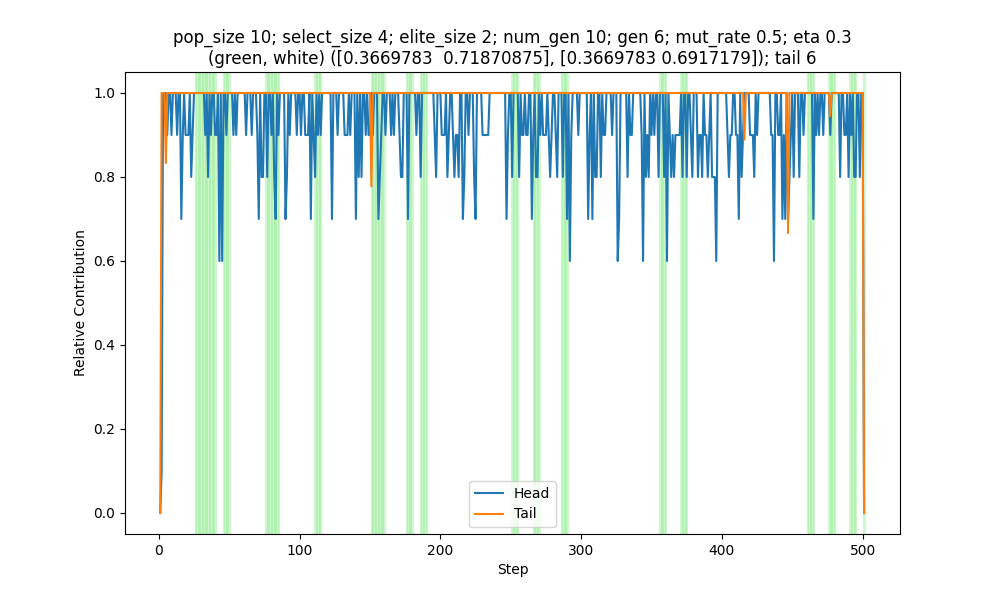 pop_size 10; select_size 4; elite_size 2; num_gen 10; gen 6; mut_rate 0.5; eta 0.3
(green, white) ([0.3669783  0.71870875], [0.3669783 0.6917179]); tail 6
Relative Contribution
1.0
0.8
0.6
0.4
0.2
0.0
Head
Tail
0
100
200
300
400
500
Step